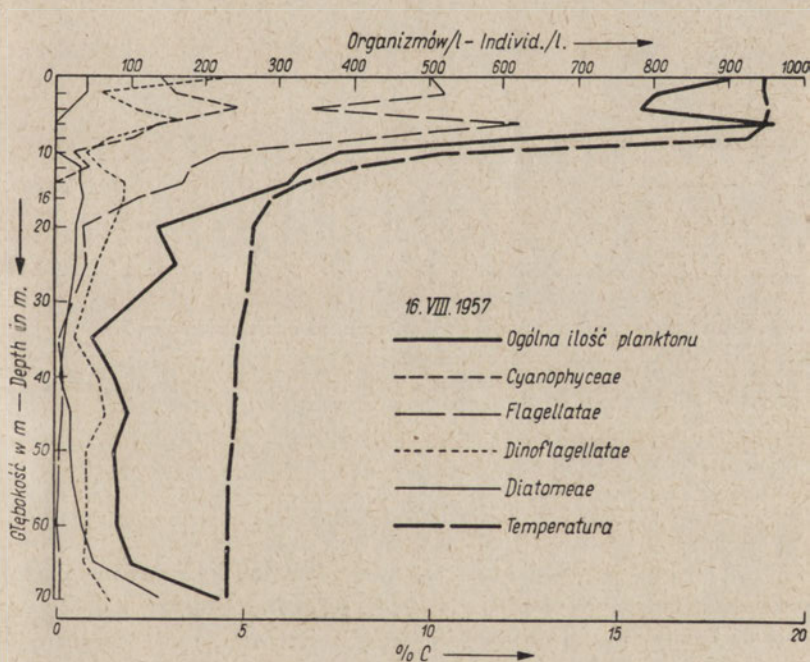 Organizmów/l - Individ./l.
100 200 300 400 500 600 700 800 900 1000
0
10
16
20
30
40
50
60
70
Głębokość w m — Depth in m.
16. VIII. 1957
Ogólna ilość planktonu
Cyanophyceae
Flagellatae
Dinoflagellatae
Diatomeae
Temperatura
0 5 10 15 20
% C